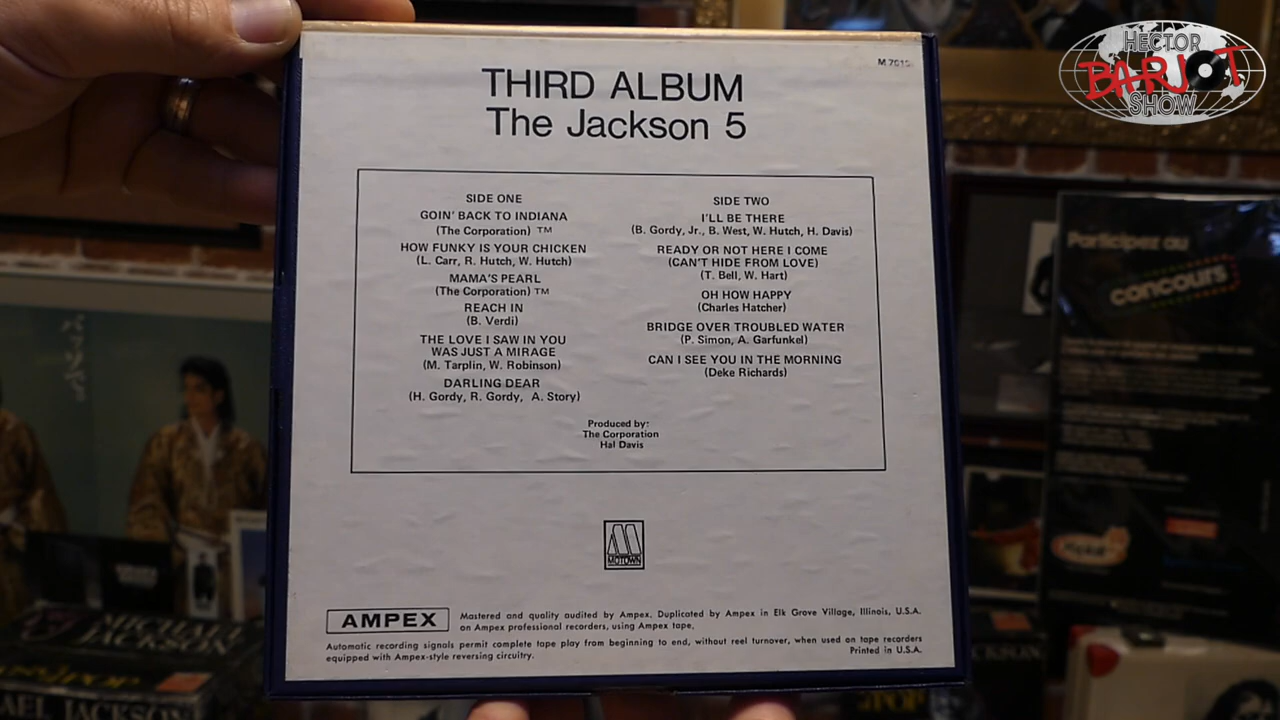 HECTOR
BARJOT
SHOW
THIRD ALBUM
The Jackson 5
SIDE ONE
GOIN' BACK TO INDIANA
(The Corporation) TM
HOW FUNKY IS YOUR CHICKEN
(L. Carr, R. Hutch, W. Hutch)
MAMA'S PEARL
(The Corporation) TM
REACH IN
(B. Verdi)
THE LOVE I SAW IN YOU
WAS JUST A MIRAGE
(M. Tarplin, W. Robinson)
DARLING DEAR
(H. Gordy, R. Gordy, A. Story)
SIDE TWO
I'LL BE THERE
(B. Gordy, Jr., B. West, W. Hutch, H. Davis)
READY OR NOT HERE I COME
(CAN'T HIDE FROM LOVE)
(T. Bell, W. Hart)
OH HOW HAPPY
(Charles Hatcher)
BRIDGE OVER TROUBLED WATER
(P. Simon, A. Garfunkel)
CAN I SEE YOU IN THE MORNING
(Deke Richards)
Produced by:
The Corporation
Hal Davis
MOTOWN
AMPEX
Mastered and quality audited by Ampex. Duplicated by Ampex in Elk Grove Village, Illinois, U.S.A.
on Ampex professional recorders, using Ampex tape.
Automatic recording signals permit complete tape play from beginning to end, without reel turnover, when used on tape recorders
equipped with Ampex-style reversing circuitry.
Printed in U.S.A.
Participez au
concours
MICHAEL
JACKSON
JACKSON